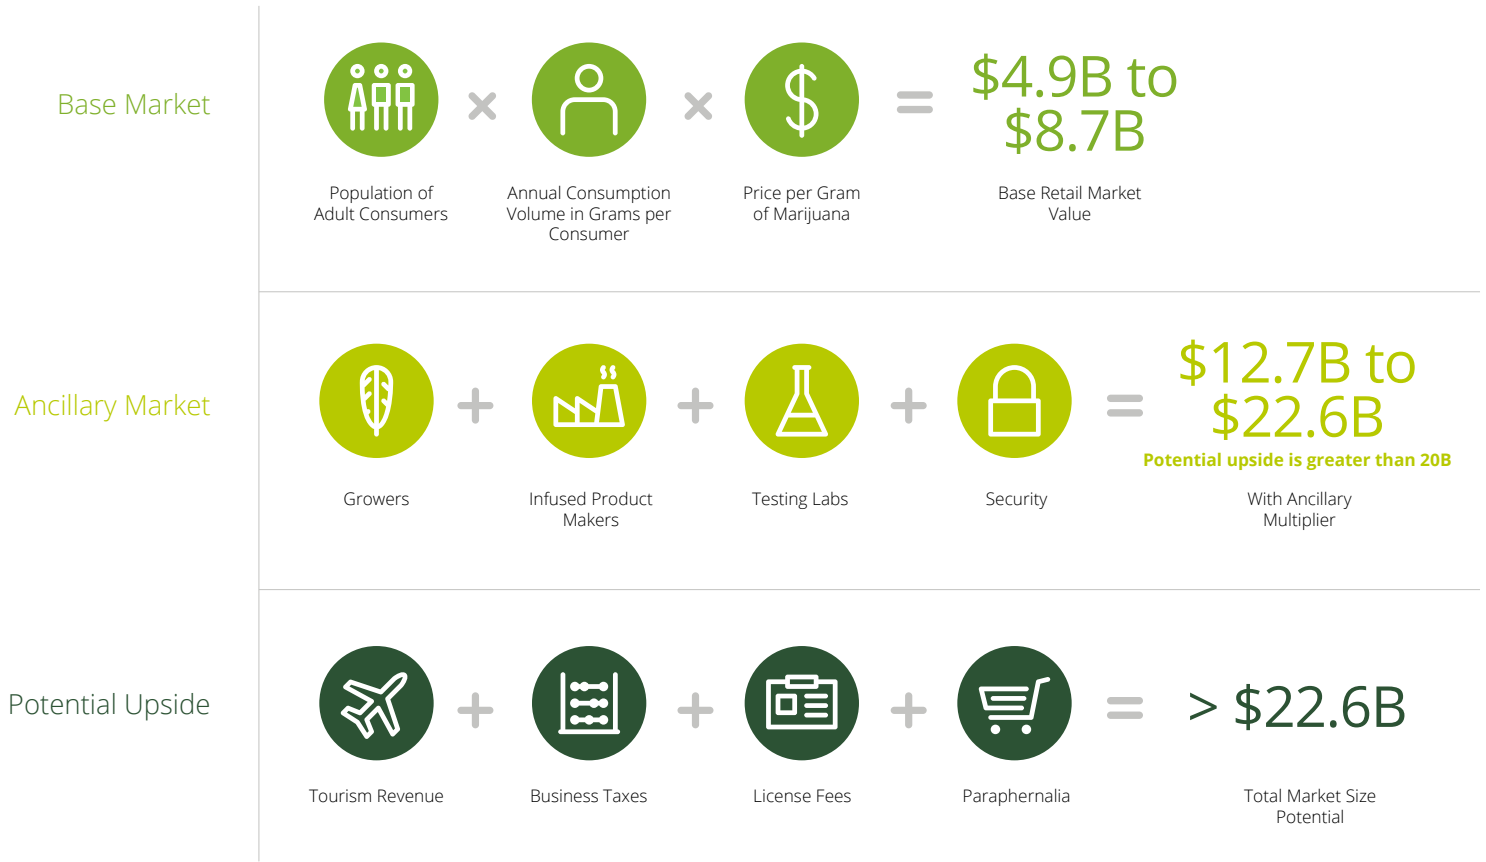 Base Market
$4.9B to
$8.7B
Population of
Adult Consumers
Annual Consumption
Volume in Grams per
Consumer
Price per Gram
of Marijuana
Base Retail Market
Value
Ancillary Market
$12.7B to
$22.6B
Potential upside is greater than 20B
Growers
Infused Product
Makers
Testing Labs
Security
With Ancillary
Multiplier
Potential Upside
> $22.6B
Tourism Revenue
Business Taxes
License Fees
Paraphernalia
Total Market Size
Potential